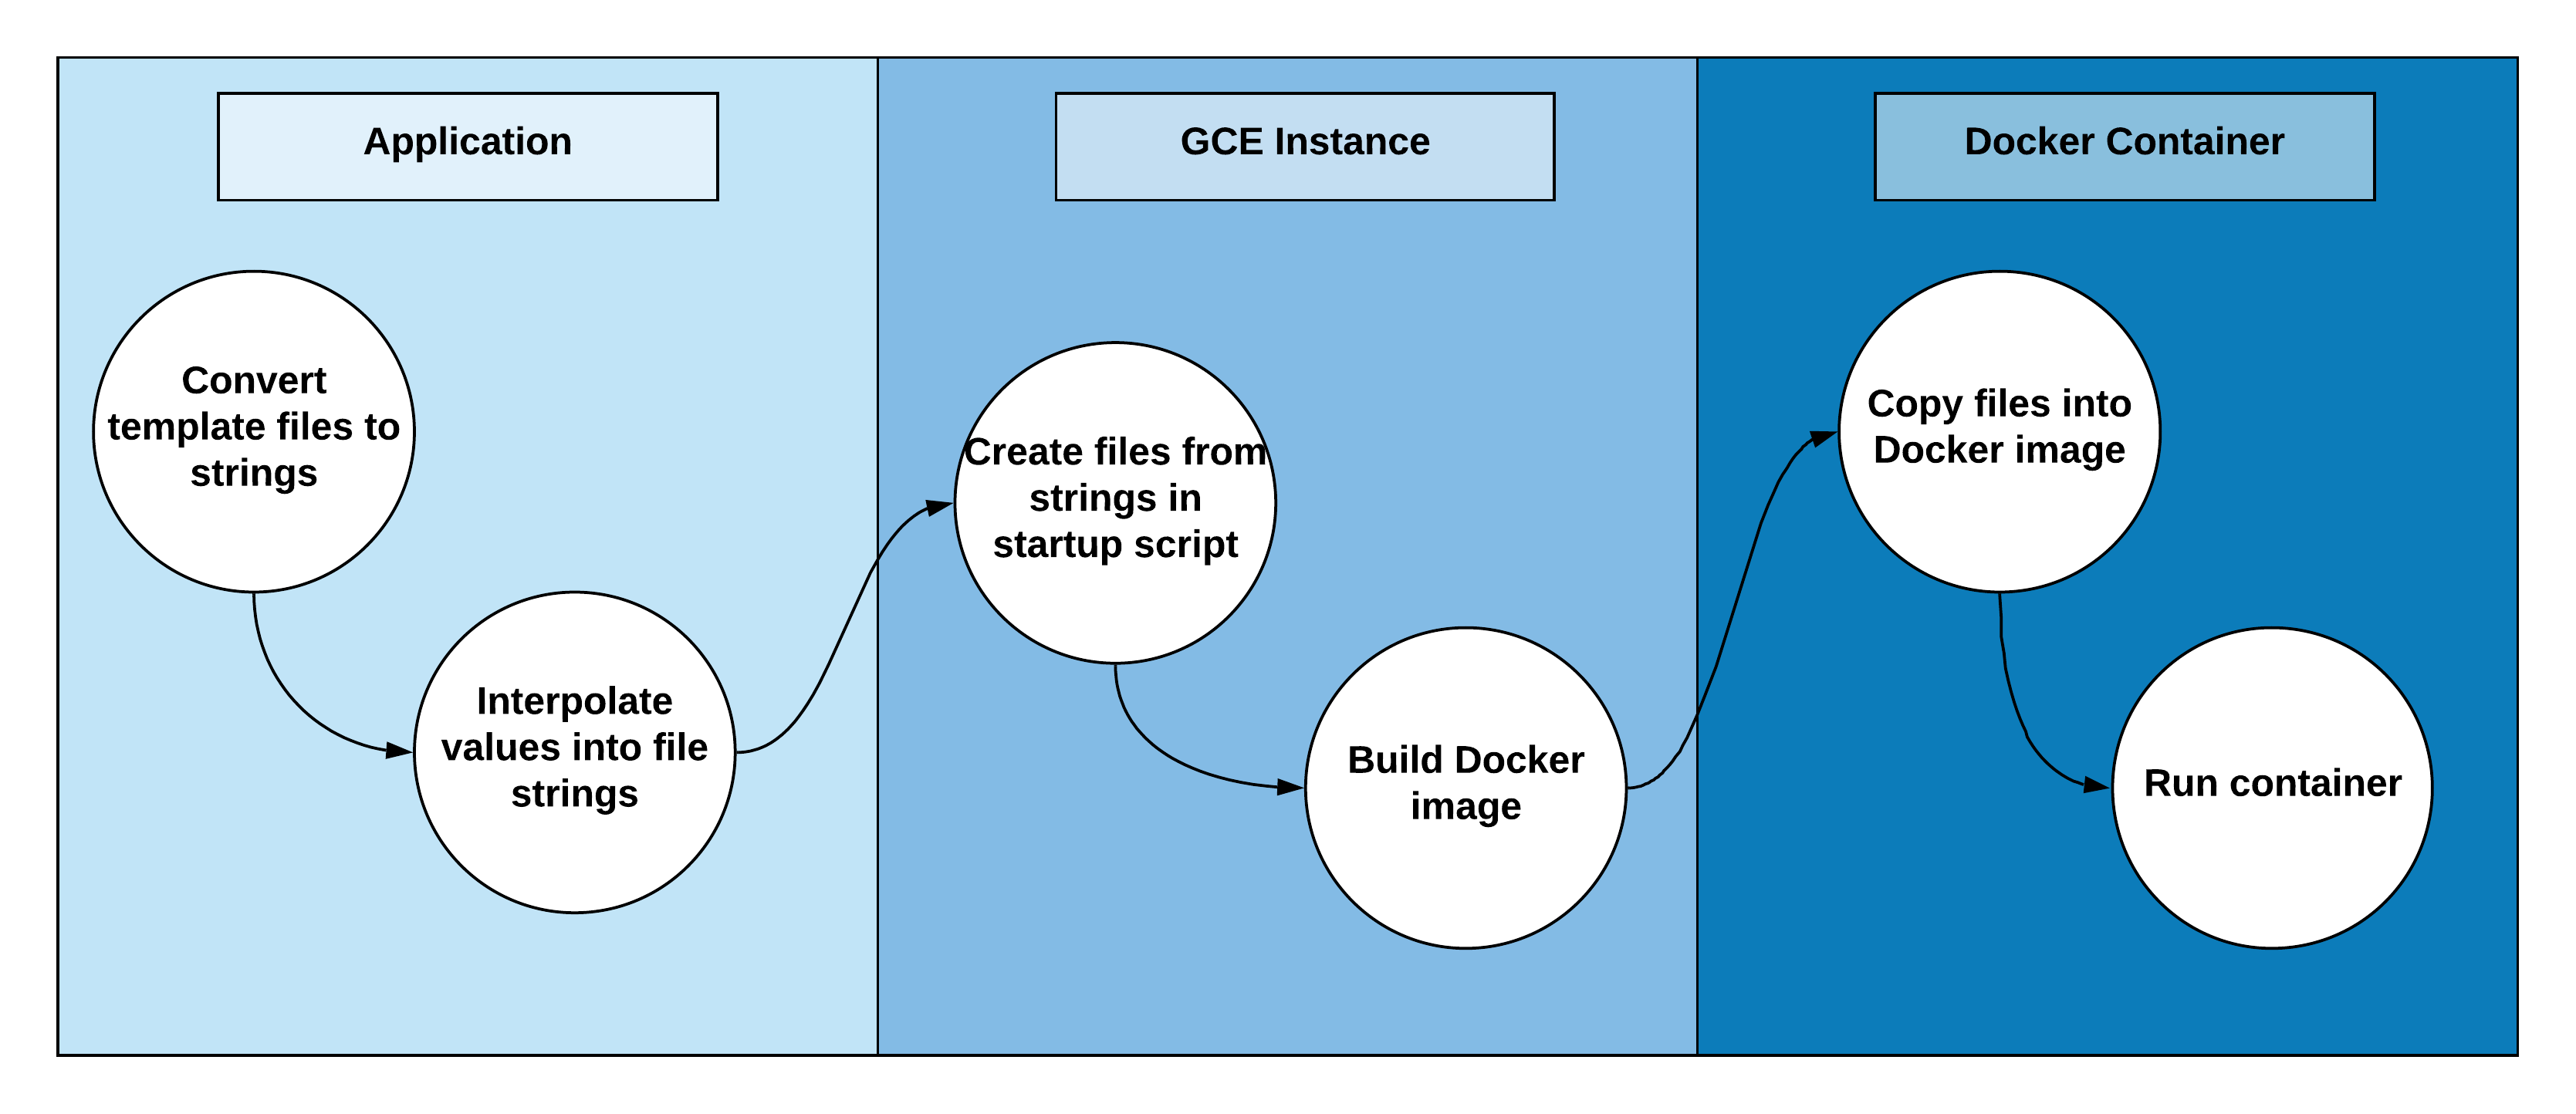 Application
GCE Instance
Docker Container
Convert
template files to
strings
Interpolate
values into file
strings
Create files from
strings in
startup script
Build Docker
image
Copy files into
Docker image
Run container